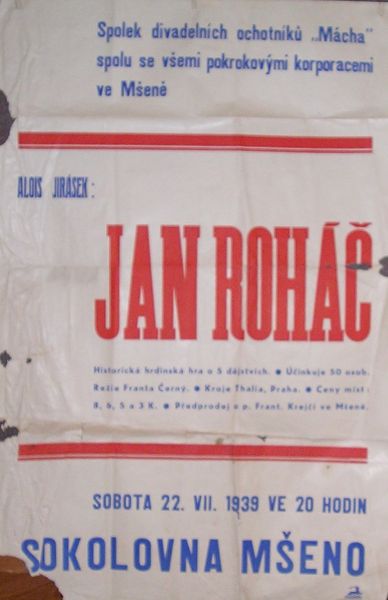 Spolek divadelních ochotníků „Mácha"
spolu se všemi pokrokovými korporacemi
ve Mšeně
ALOIS JIRÁSEK:
JAN ROHÁČ
Historická hrdinská hra o 5 dějstvích. ● Účinkuje 50 osob.
Režie Franta Černý. ● Kroje Thalia, Praha. ● Ceny míst:
8, 6, 5 a 3 K. ● Předprodej u p. Frant. Krejčí ve Mšeně.
SOBOTA 22. VII. 1939 VE 20 HODIN
SOKOLOVNA MŠENO